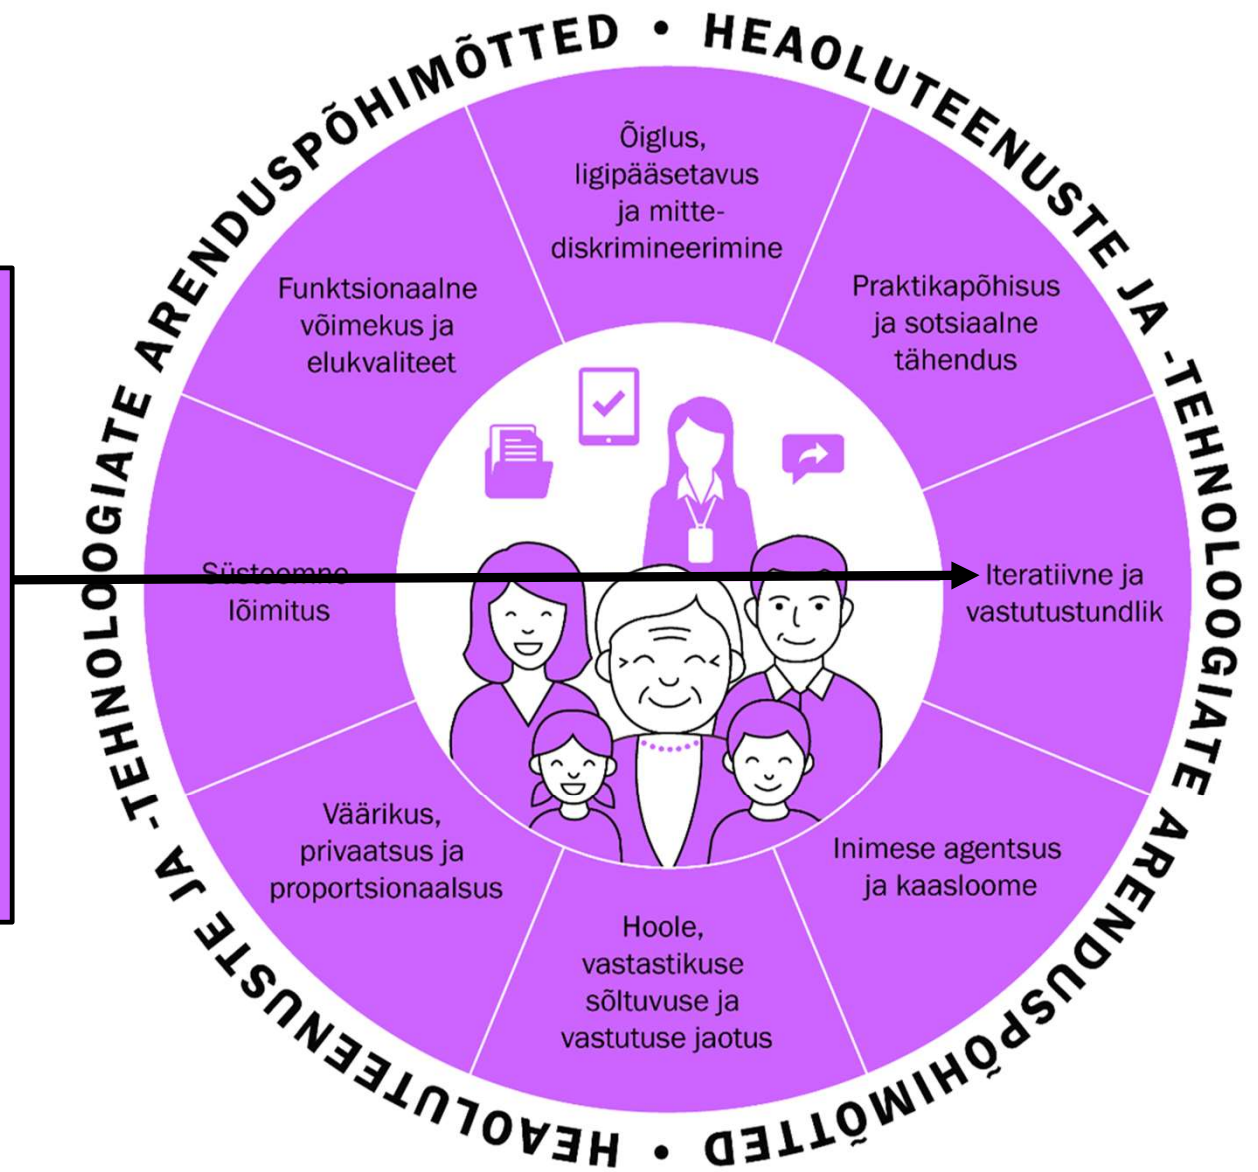 HEAOLUTEENUSTE JA -TEHNOLOOGIATE ARENDUSPÕHIMÕTTED •
HEAOLUTEENUSTE JA -TEHNOLOOGIATE ARENDUSPÕHIMÕTTED •
Õiglus,
ligipääsetavus
ja mitte-
diskrimineerimine
Praktikapõhisus
ja sotsiaalne
tähendus
Iteratiivne ja
vastutustundlik
Inimese agentsus
ja kaasloome
Hoole,
vastastikuse
sõltuvuse ja
vastutuse jaotus
Väärikus,
privaatsus ja
proportsionaalsus
Süsteemne
lõimitus
Funktsionaalne
võimekus ja
elukvaliteet